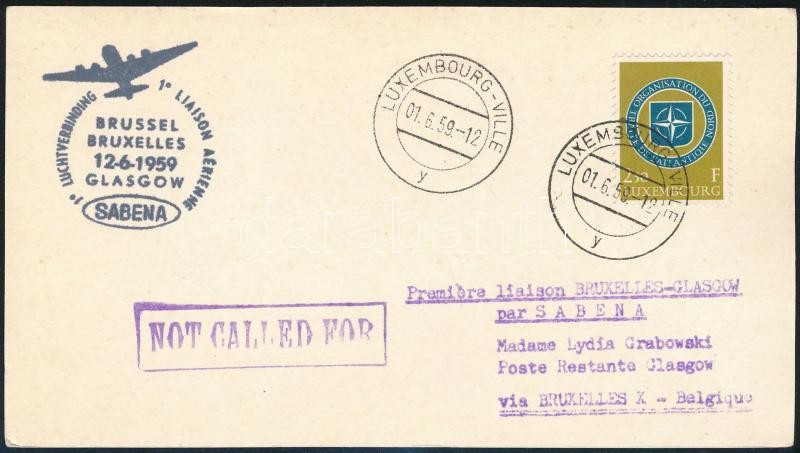 1e LUCHTVERBINDING
1e LIAISON AÉRIENNE
BRUSSEL
BRUXELLES
12-6-1959
GLASGOW
SABENA
LUXEMBOURG-VILLE
01.6.59.-12
y
LUXEMBOURG-VILLE
01.6.59.-12
y
ORGANISATION DU TRAITE DE L'ATLANTIQUE NORD
2.50 F
LUXEMBOURG
NOT CALLED FOR
Première liaison BRUXELLES-GLASGOW
par S A B E N A
Madame Lydia Grabowski
Poste Restante Glasgow
via BRUXELLES X - Belgique
darabanth